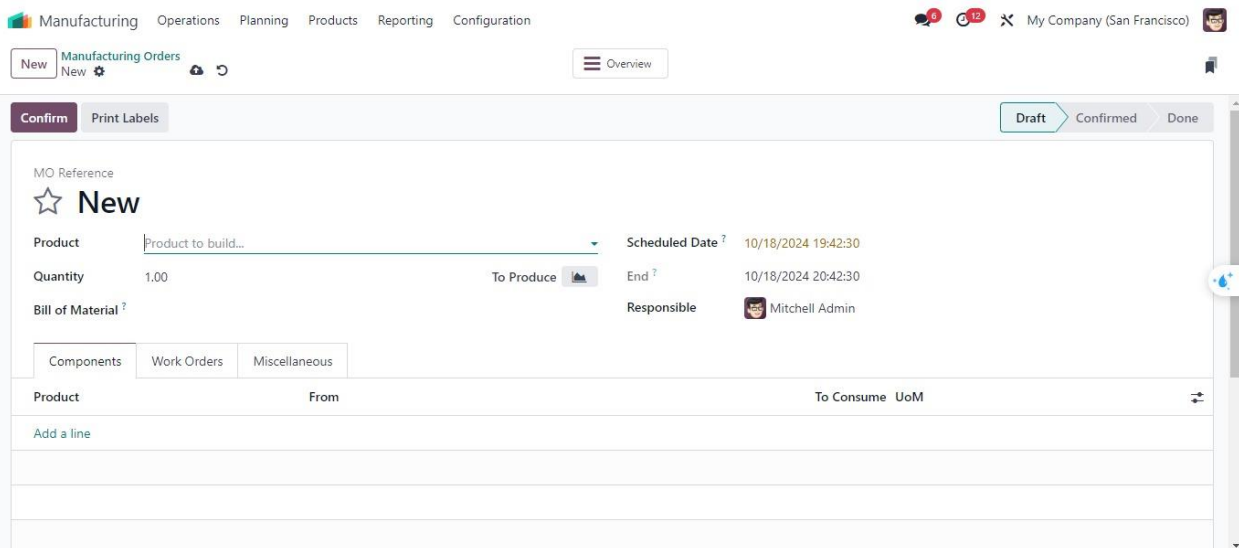 Manufacturing Operations Planning Products Reporting Configuration 6 12 My Company (San Francisco)
New Manufacturing Orders
New
Overview
Confirm Print Labels Draft Confirmed Done
MO Reference
New
Product Product to build... Scheduled Date ? 10/18/2024 19:42:30
Quantity 1.00 To Produce End ? 10/18/2024 20:42:30
Bill of Material ? Responsible Mitchell Admin
Components Work Orders Miscellaneous
Product From To Consume UoM
Add a line